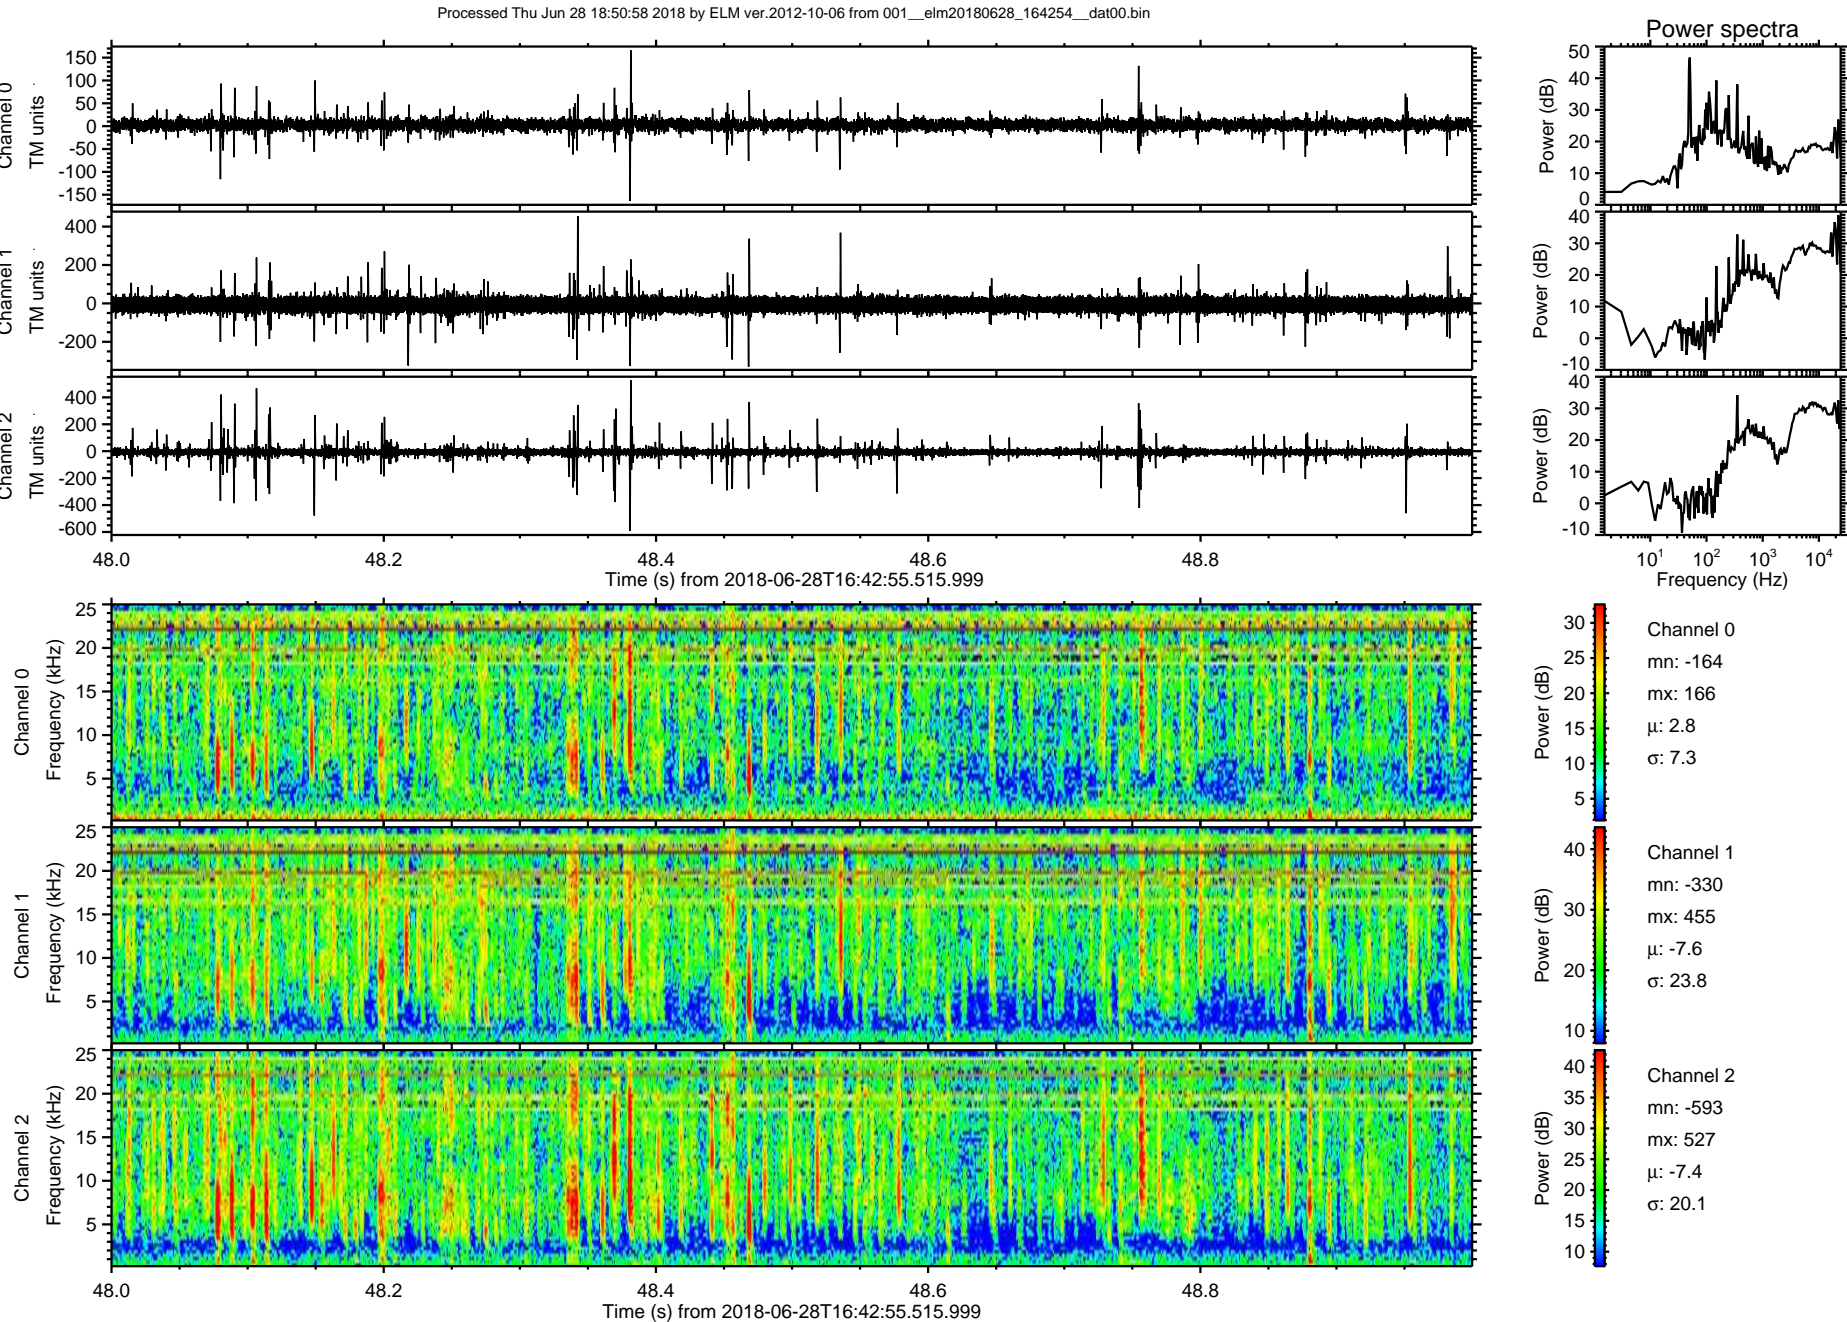 Processed Thu Jun 28 18:50:58 2018 by ELM ver.2012-10-06 from 001__elm20180628_164254__dat00.bin
Power spectra
Channel 0
TM units
150
100
50
0
-50
-100
-150
Power (dB)
50
40
30
20
10
0
Channel 1
TM units
400
200
0
-200
Power (dB)
40
30
20
10
0
-10
Channel 2
TM units
400
200
0
-200
-400
-600
Power (dB)
40
30
20
10
0
-10
48.0 48.2 48.4 48.6 48.8
Time (s) from 2018-06-28T16:42:55.515.999
10^1 10^2 10^3 10^4
Frequency (Hz)
Channel 0
Frequency (kHz)
25
20
15
10
5
Power (dB)
30
25
20
15
10
5
Channel 0
mn: -164
mx: 166
μ: 2.8
σ: 7.3
Channel 1
Frequency (kHz)
25
20
15
10
5
Power (dB)
40
30
20
10
Channel 1
mn: -330
mx: 455
μ: -7.6
σ: 23.8
Channel 2
Frequency (kHz)
25
20
15
10
5
Power (dB)
40
35
30
25
20
15
10
Channel 2
mn: -593
mx: 527
μ: -7.4
σ: 20.1
48.0 48.2 48.4 48.6 48.8
Time (s) from 2018-06-28T16:42:55.515.999